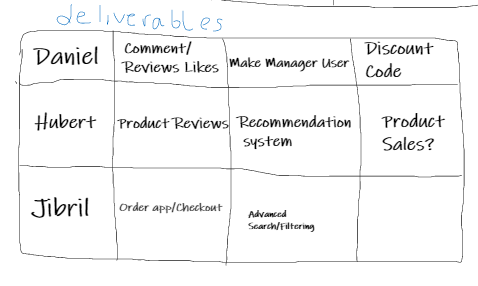 deliverables
Daniel
Comment/
Reviews Likes
Make Manager User
Discount
Code
Hubert
Product Reviews
Recommendation
system
Product
Sales?
Jibril
Order app/Checkout
Advanced
Search/Filtering